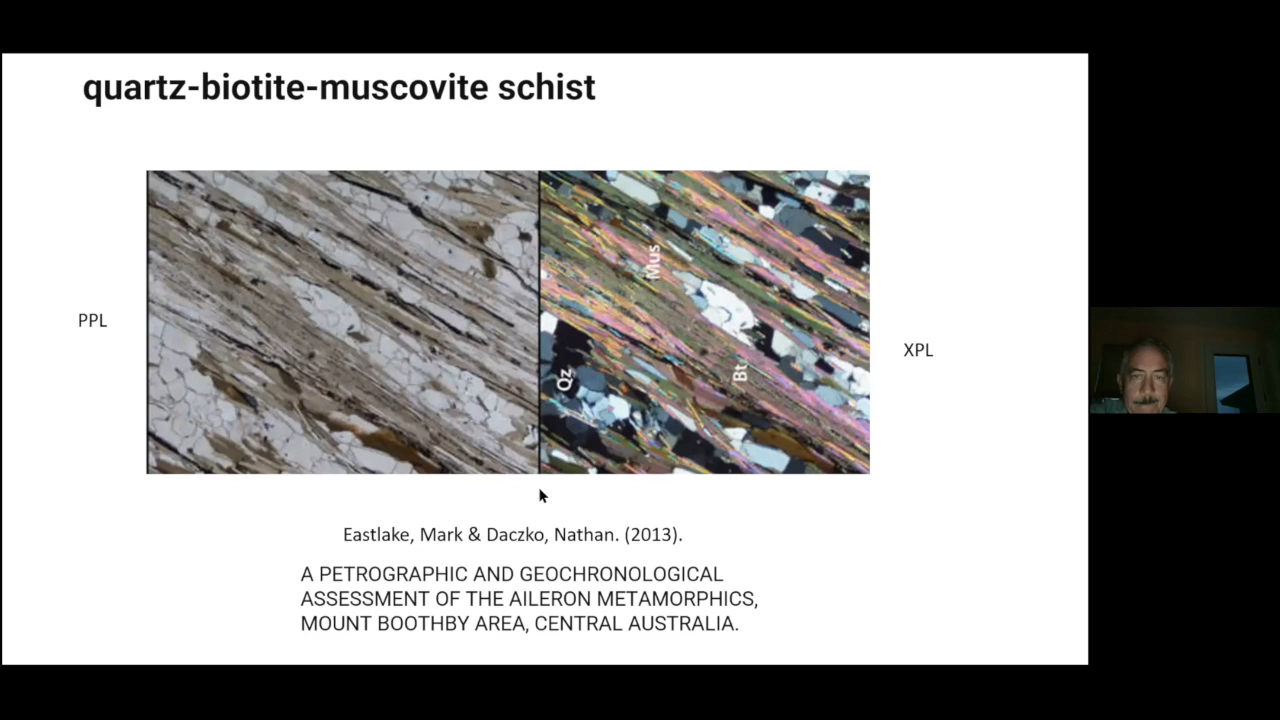 quartz-biotite-muscovite schist
PPL
Mus
Qz
Bt
XPL
Eastlake, Mark & Daczko, Nathan. (2013).
A PETROGRAPHIC AND GEOCHRONOLOGICAL
ASSESSMENT OF THE AILERON METAMORPHICS,
MOUNT BOOTHBY AREA, CENTRAL AUSTRALIA.